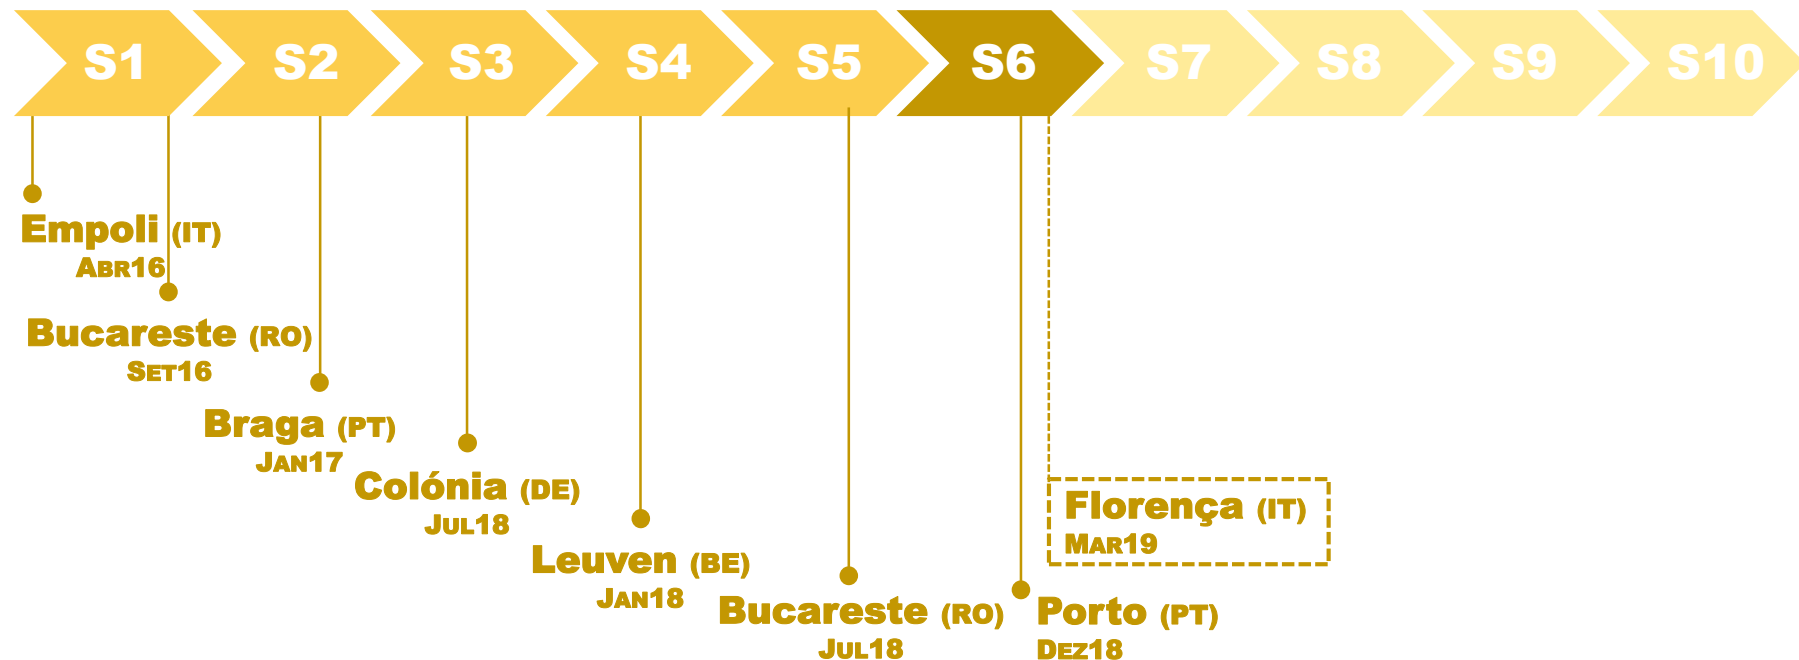 S1 S2 S3 S4 S5 S6 S7 S8 S9 S10
Empoli (IT)
Abr16
Bucareste (RO)
Set16
Braga (PT)
Jan17
Colónia (DE)
Jul18
Leuven (BE)
Jan18
Bucareste (RO)
Jul18
Porto (PT)
Dez18
Florença (IT)
Mar19